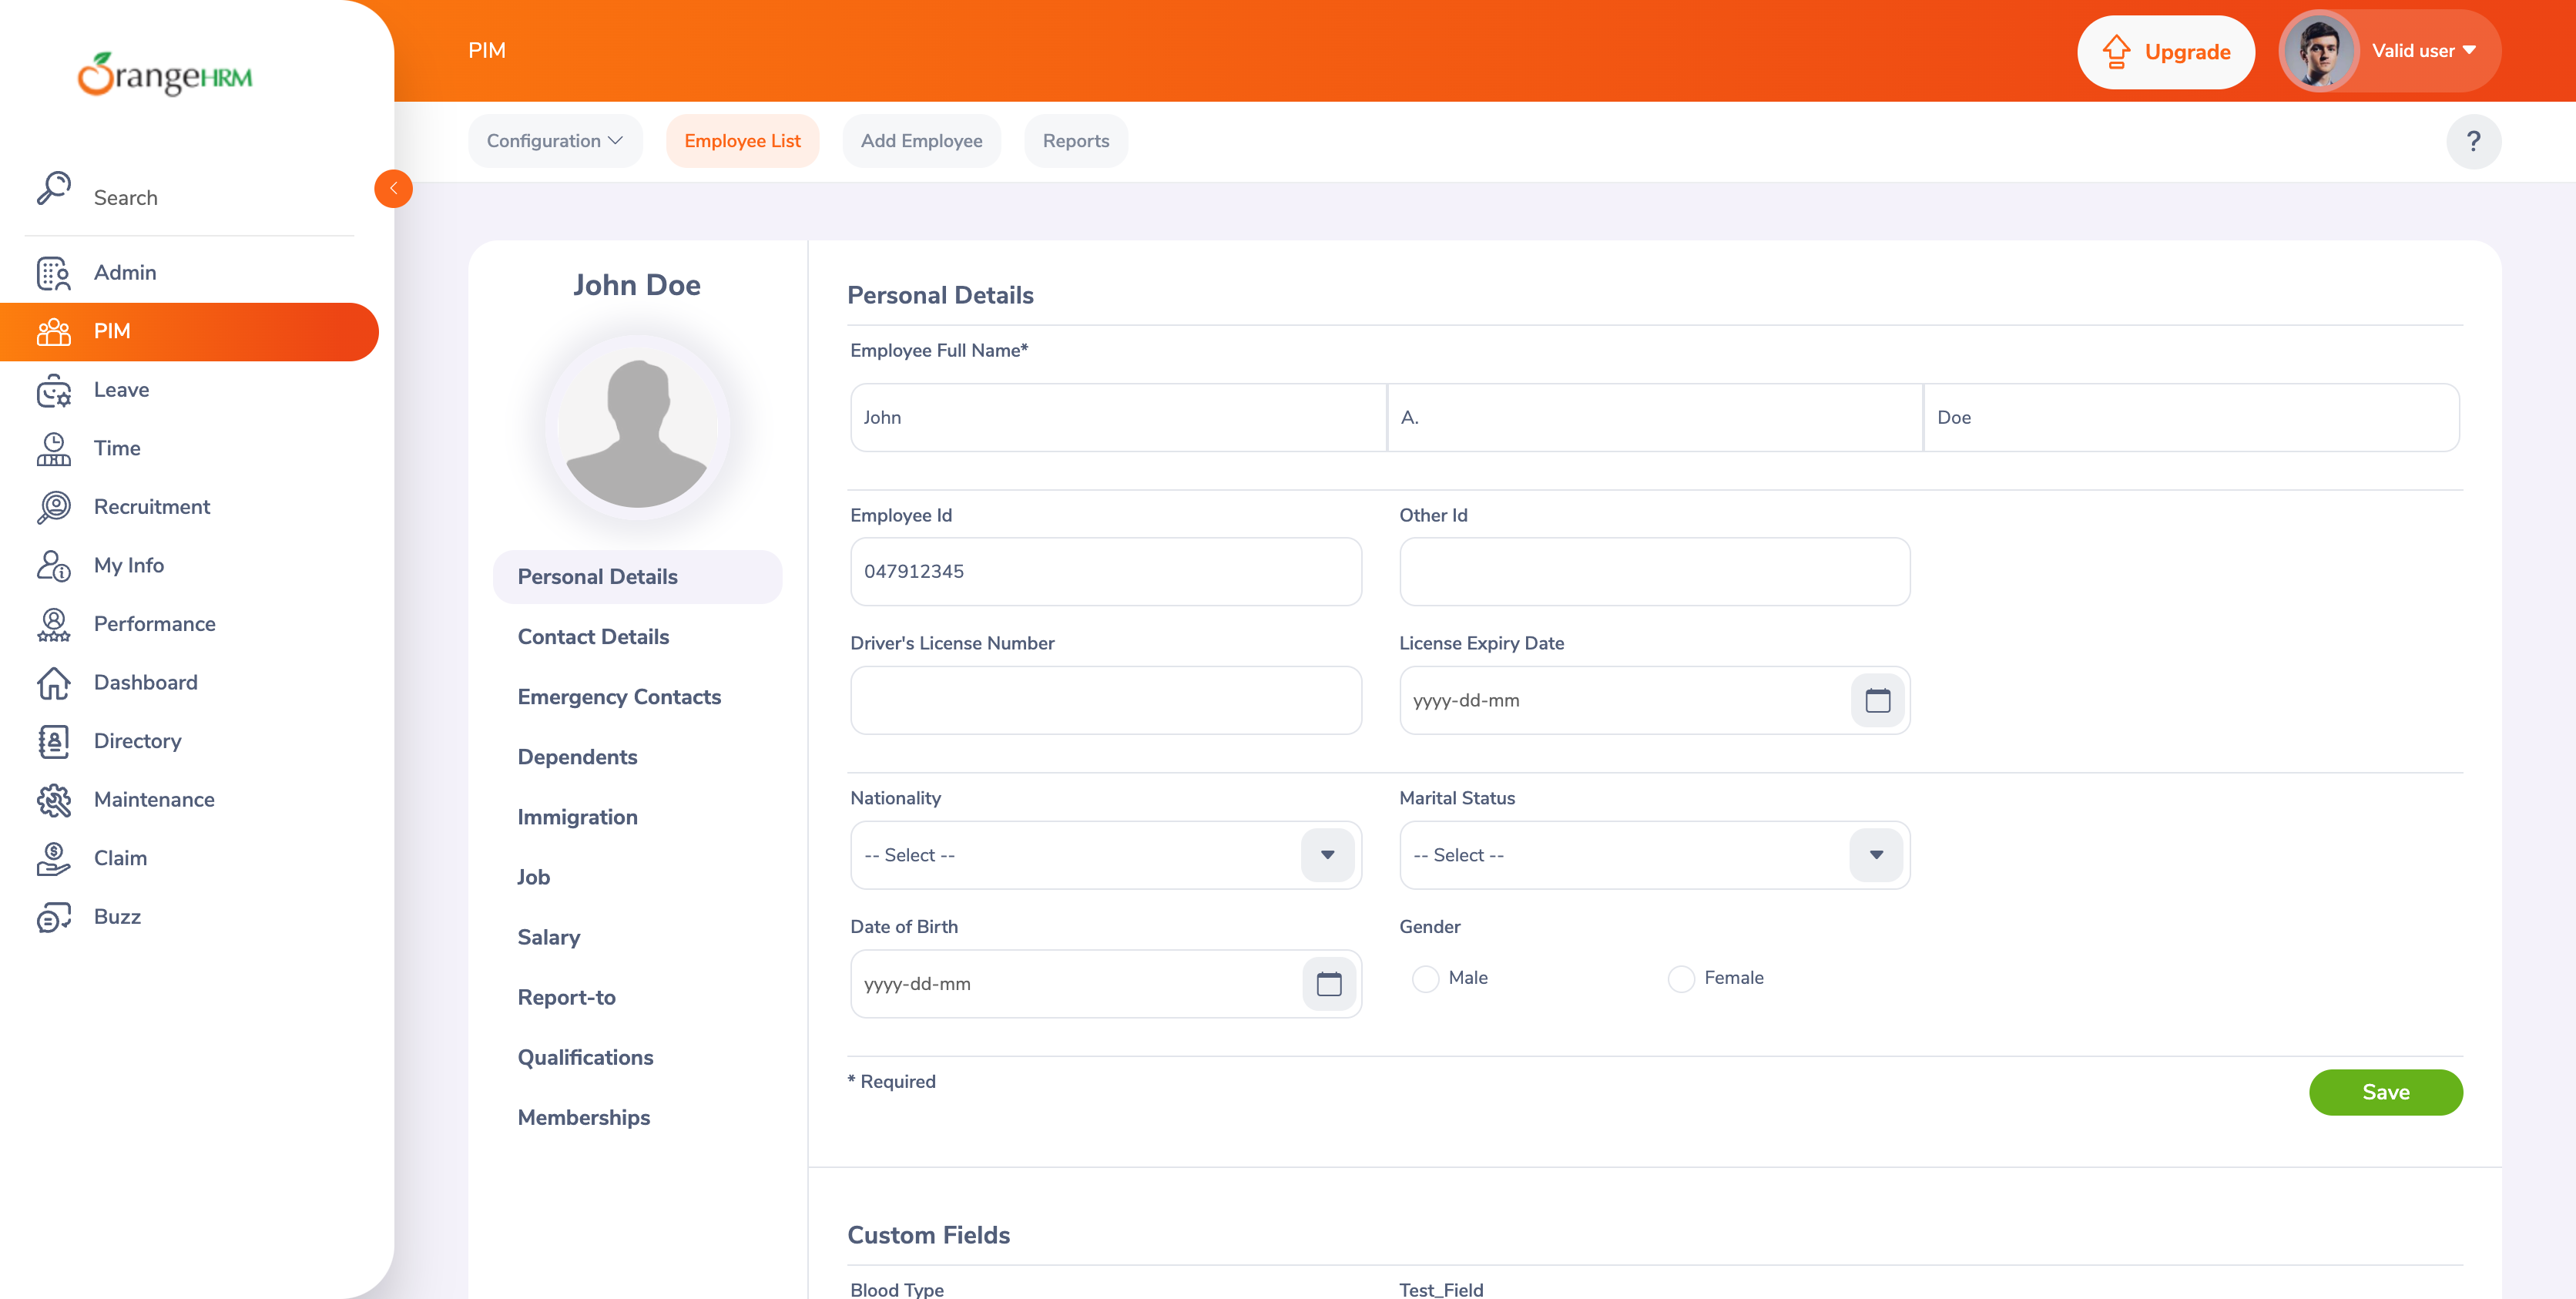 OrangeHRM
Search
Admin
PIM
Leave
Time
Recruitment
My Info
Performance
Dashboard
Directory
Maintenance
Claim
Buzz
PIM
Upgrade
Valid user
Configuration
Employee List
Add Employee
Reports
?
John Doe
Personal Details
Contact Details
Emergency Contacts
Dependents
Immigration
Job
Salary
Report-to
Qualifications
Memberships
Personal Details
Employee Full Name*
John
A.
Doe
Employee Id
Other Id
047912345
Driver's License Number
License Expiry Date
yyyy-dd-mm
Nationality
Marital Status
-- Select --
-- Select --
Date of Birth
Gender
yyyy-dd-mm
Male
Female
* Required
Save
Custom Fields
Blood Type
Test_Field